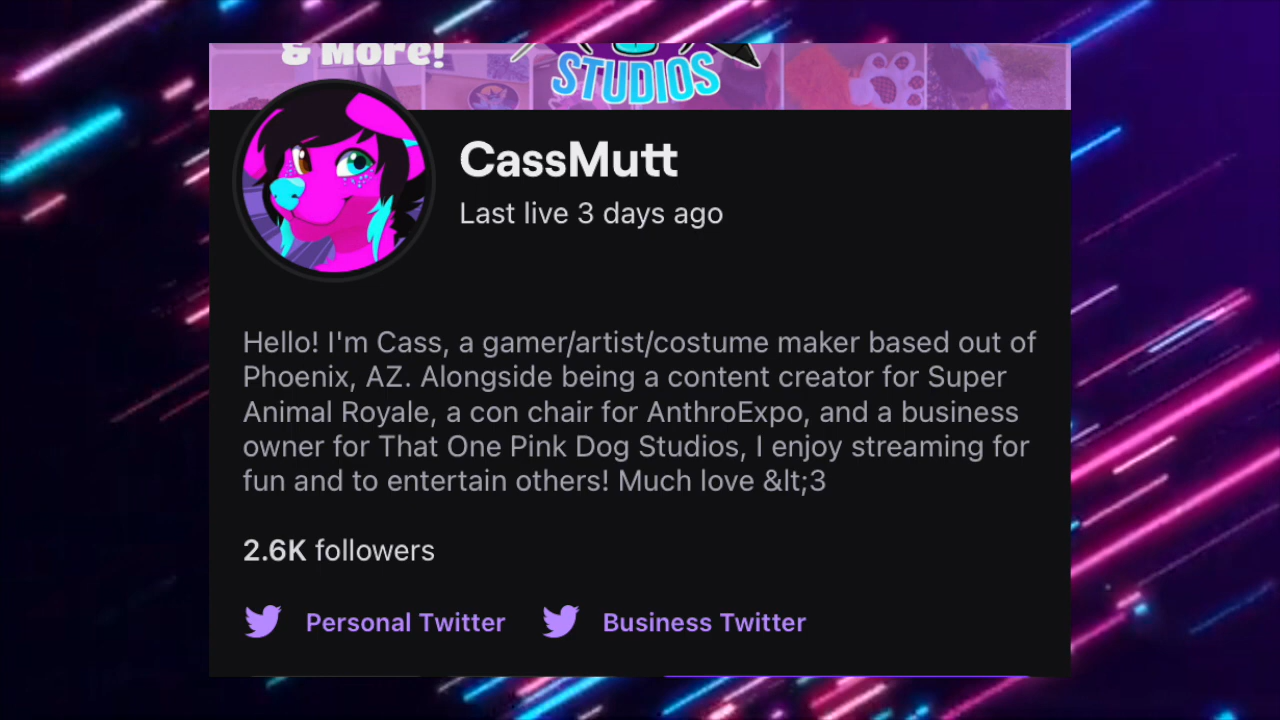 & More!
STUDIOS
CassMutt
Last live 3 days ago
Hello! I'm Cass, a gamer/artist/costume maker based out of
Phoenix, AZ. Alongside being a content creator for Super
Animal Royale, a con chair for AnthroExpo, and a business
owner for That One Pink Dog Studios, I enjoy streaming for
fun and to entertain others! Much love &lt;3
2.6K followers
Personal Twitter Business Twitter